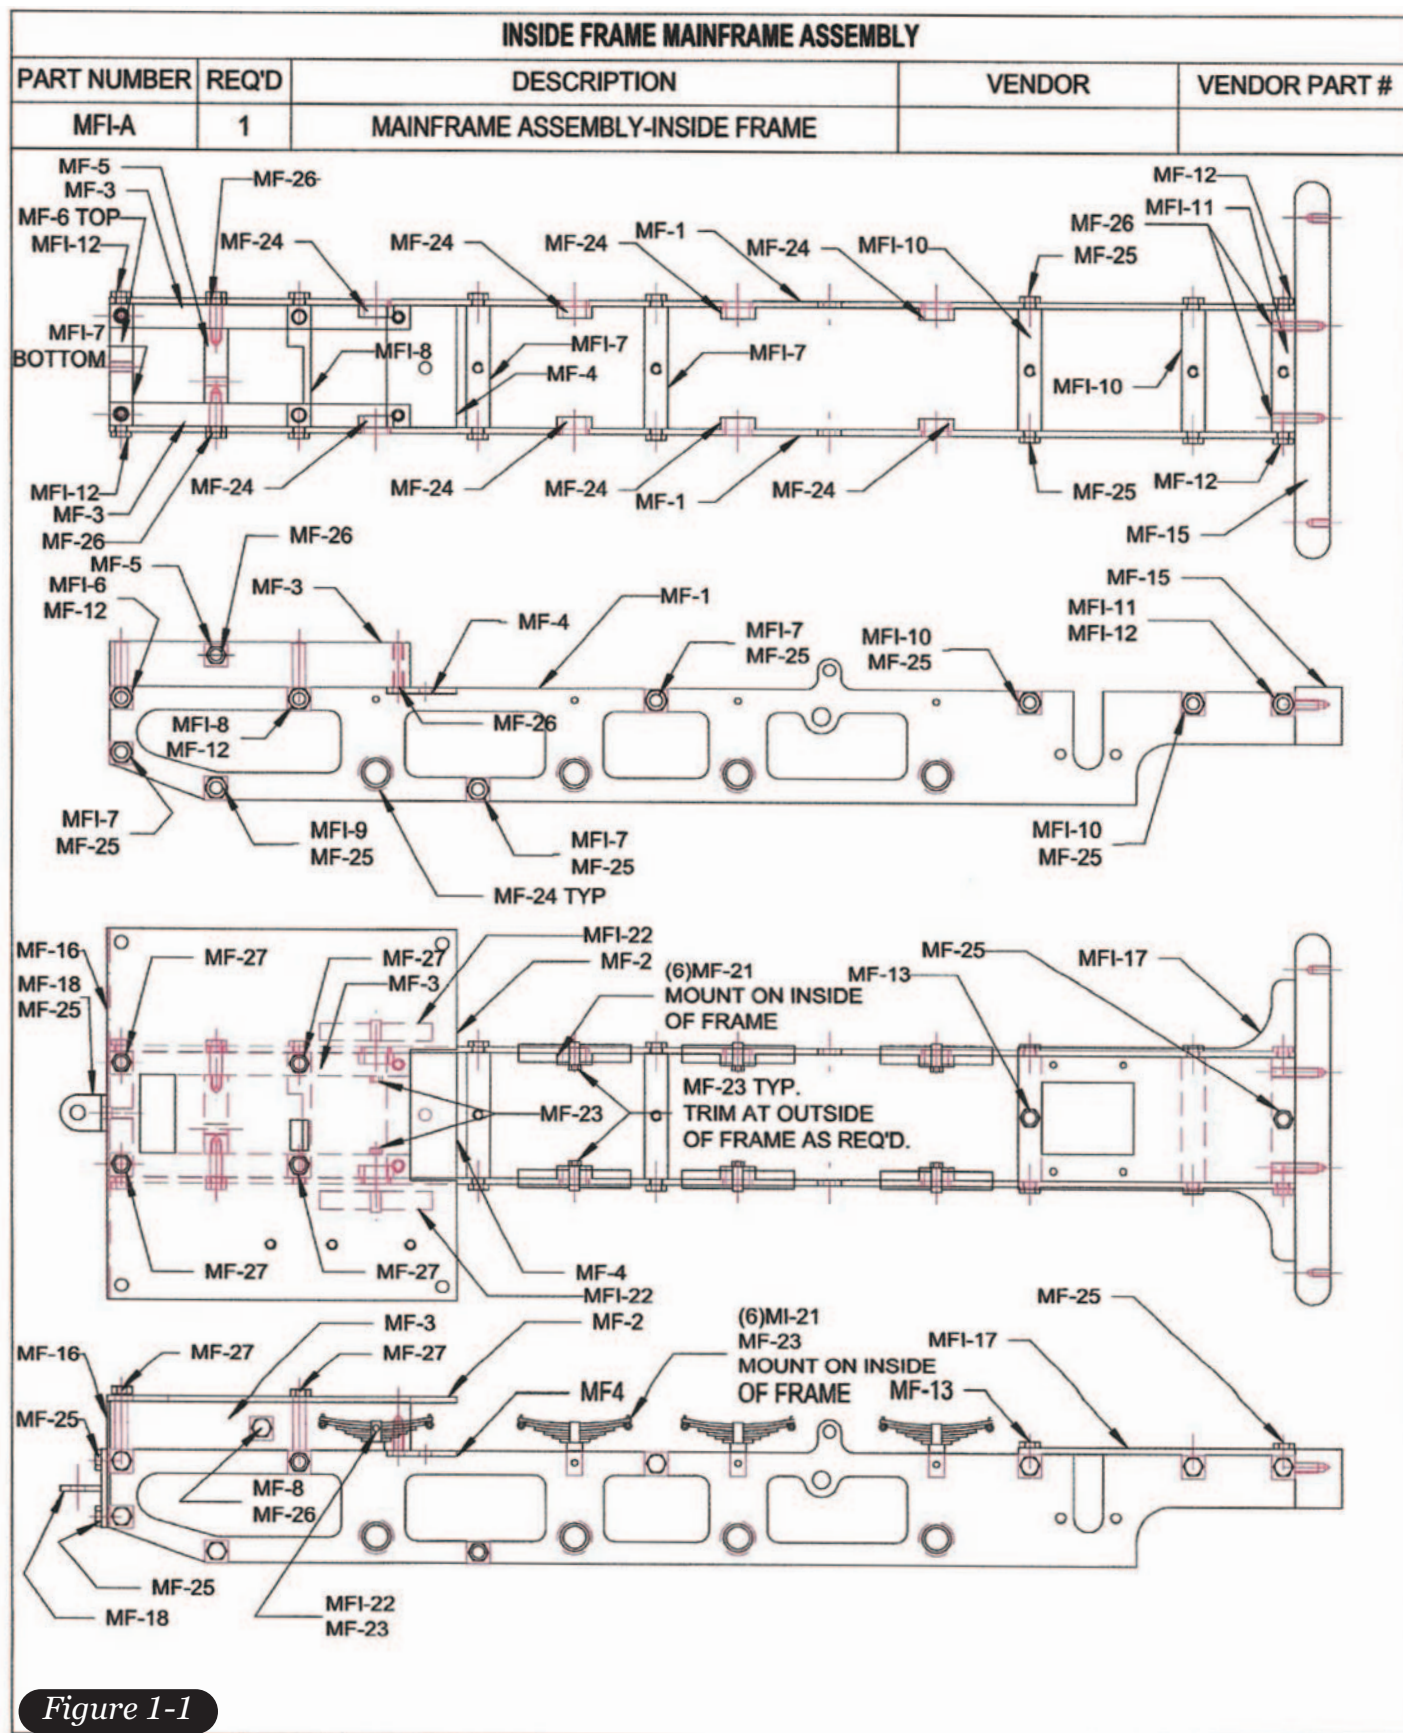 INSIDE FRAME MAINFRAME ASSEMBLY
PART NUMBER REQ'D DESCRIPTION VENDOR VENDOR PART #
MFI-A 1 MAINFRAME ASSEMBLY-INSIDE FRAME
MF-5
MF-3
MF-6 TOP
MFI-12
MF-26
MF-24
MF-24
MF-24
MF-1
MF-24
MFI-10
MF-12
MFI-11
MF-26
MF-25
MFI-7
BOTTOM
MFI-8
MFI-7
MF-4
MFI-7
MFI-10
MFI-12
MF-3
MF-26
MF-24
MF-24
MF-24
MF-1
MF-24
MF-25
MF-12
MF-15
MF-5
MFI-6
MF-12
MF-26
MF-3
MF-4
MF-1
MFI-7
MF-25
MFI-10
MF-25
MF-15
MFI-11
MFI-12
MFI-8
MF-12
MF-26
MFI-7
MF-25
MFI-9
MF-25
MFI-7
MF-25
MF-24 TYP
MFI-10
MF-25
MF-16
MF-18
MF-25
MF-27
MF-27
MF-3
MFI-22
MF-2
(6)MF-21
MOUNT ON INSIDE
OF FRAME
MF-13
MF-25
MFI-17
MF-23
MF-23 TYP.
TRIM AT OUTSIDE
OF FRAME AS REQ'D.
MF-27
MF-27
MF-4
MFI-22
MF-2
MF-3
MF-16
MF-27
MF-27
(6)MI-21
MF-23
MOUNT ON INSIDE
OF FRAME
MF4
MF-13
MFI-17
MF-25
MF-25
MF-8
MF-26
MF-25
MF-18
MFI-22
MF-23
Figure 1-1